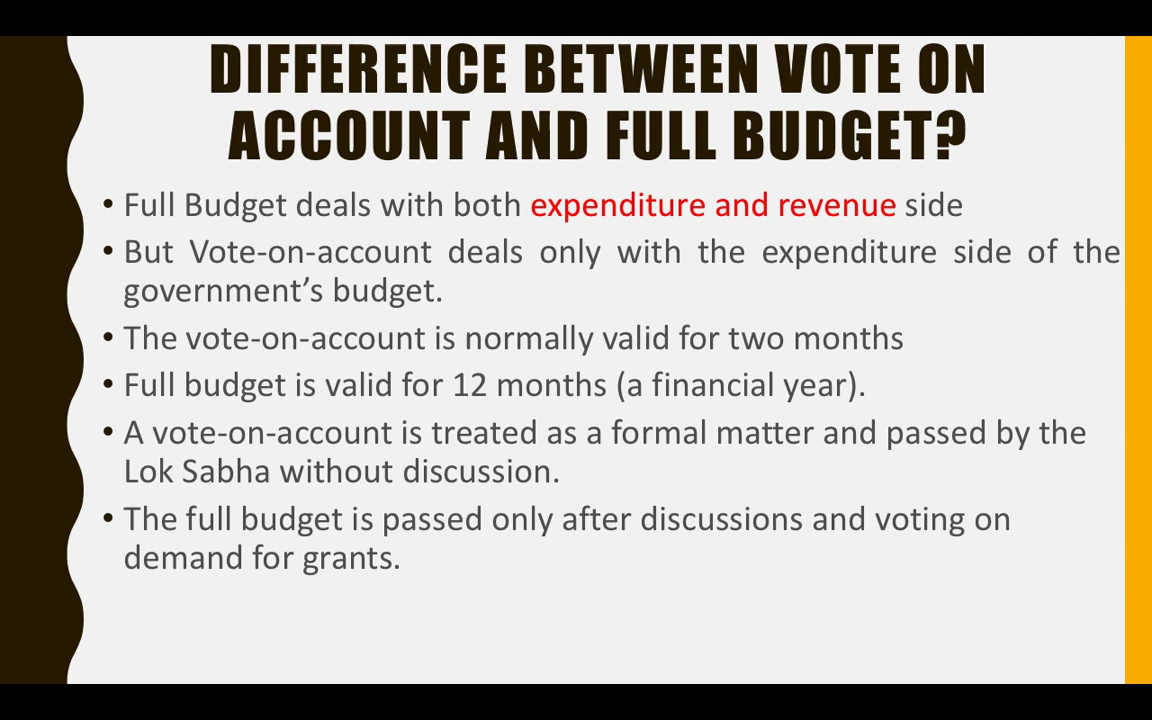 DIFFERENCE BETWEEN VOTE ON
ACCOUNT AND FULL BUDGET?
• Full Budget deals with both expenditure and revenue side
• But Vote-on-account deals only with the expenditure side of the
government’s budget.
• The vote-on-account is normally valid for two months
• Full budget is valid for 12 months (a financial year).
• A vote-on-account is treated as a formal matter and passed by the
Lok Sabha without discussion.
• The full budget is passed only after discussions and voting on
demand for grants.